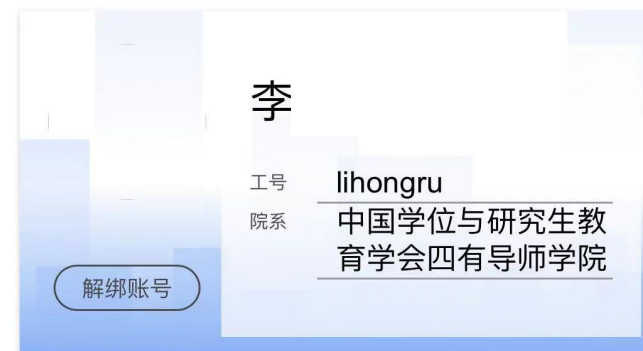 李
工号 lihongru
院系 中国学位与研究生教
育学会四有导师学院
解绑账号